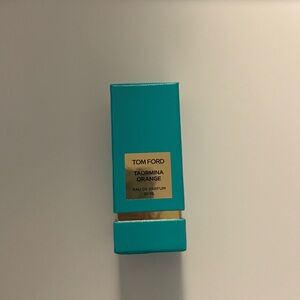 TOM FORD
TAORMINA
ORANGE
EAU DE PARFUM